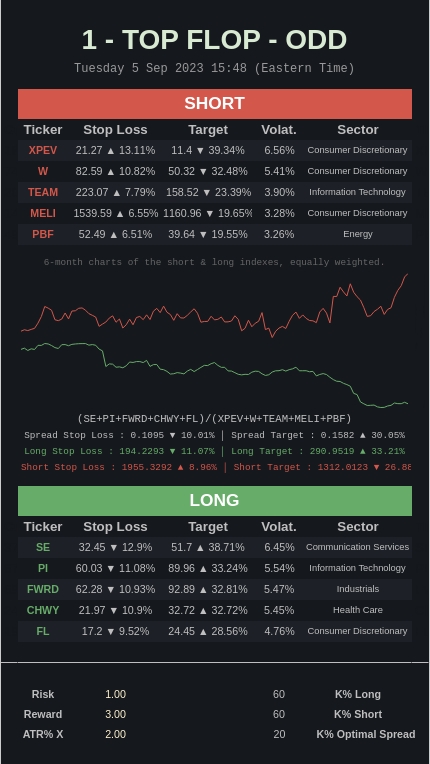 1 - TOP FLOP - ODD
Tuesday 5 Sep 2023 15:48 (Eastern Time)
SHORT
Ticker Stop Loss Target Volat. Sector
XPEV 21.27 ▲ 13.11% 11.4 ▼ 39.34% 6.56% Consumer Discretionary
W 82.59 ▲ 10.82% 50.32 ▼ 32.48% 5.41% Consumer Discretionary
TEAM 223.07 ▲ 7.79% 158.52 ▼ 23.39% 3.90% Information Technology
MELI 1539.59 ▲ 6.55% 1160.96 ▼ 19.65% 3.28% Consumer Discretionary
PBF 52.49 ▲ 6.51% 39.64 ▼ 19.55% 3.26% Energy
6-month charts of the short & long indexes, equally weighted.
(SE+PI+FWRD+CHWY+FL)/(XPEV+W+TEAM+MELI+PBF)
Spread Stop Loss : 0.1095 ▼ 10.01% | Spread Target : 0.1582 ▲ 30.05%
Long Stop Loss : 194.2293 ▼ 11.07% | Long Target : 290.9519 ▲ 33.21%
Short Stop Loss : 1955.3292 ▲ 8.96% | Short Target : 1312.0123 ▼ 26.88
LONG
Ticker Stop Loss Target Volat. Sector
SE 32.45 ▼ 12.9% 51.7 ▲ 38.71% 6.45% Communication Services
PI 60.03 ▼ 11.08% 89.96 ▲ 33.24% 5.54% Information Technology
FWRD 62.28 ▼ 10.93% 92.89 ▲ 32.81% 5.47% Industrials
CHWY 21.97 ▼ 10.9% 32.72 ▲ 32.72% 5.45% Health Care
FL 17.2 ▼ 9.52% 24.45 ▲ 28.56% 4.76% Consumer Discretionary
Risk 1.00 60 K% Long
Reward 3.00 60 K% Short
ATR% X 2.00 20 K% Optimal Spread